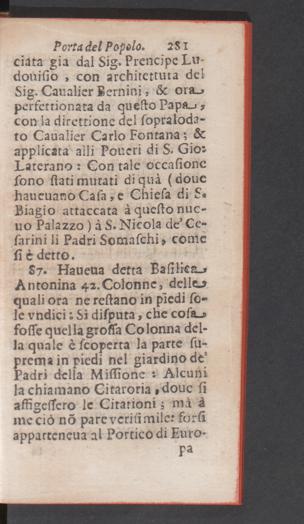 Porta del Popolo. 281
ciata gia dal Sig. Prencipe Lu-
douisio, con architettura del
Sig. Caualier Bernini, & ora
perfettionata da questo Papa,
con la direttione del sopraloda-
to Caualier Carlo Fontana; &
applicata alli Poueri di S. Gio:
Laterano: Con tale occasione
sono stati mutati di quà (doue
haueuano Casa, e Chiesa di S.
Biagio attaccata à questo nuo-
uo Palazzo) à S. Nicola de' Ce-
sarini li Padri Somaschi, come
si è detto.
87. Haueua detta Basilica
Antonina 42. Colonne, delle
quali ora ne restano in piedi so-
le vndici: Si disputa, che cosa
fosse quella grossa Colonna del-
la quale è scoperta la parte su-
prema in piedi nel giardino de'
Padri della Missione: Alcuni
la chiamano Citatoria, doue si
affigessero le Citationi; mà à
me ciò nõ pare verisimile: forsi
apparteneua al Portico di Euro-
pa